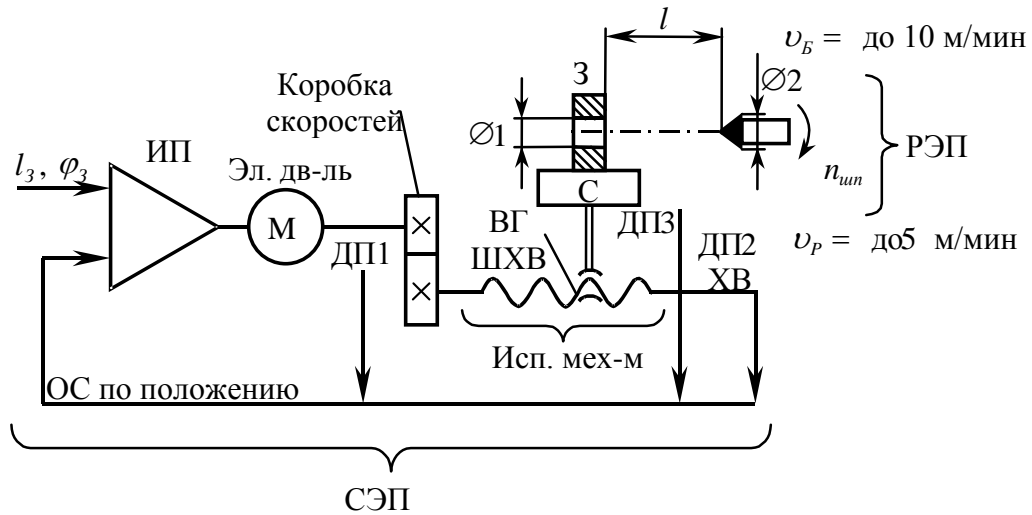 l
υ_Б = до 10 м/мин
З
∅2
Коробка
скоростей
∅1
РЭП
ИП
l_З, φ_З
Эл. дв-ль
n_шп
С
М
ВГ
ДП3
υ_Р = до5 м/мин
ДП1
ШХВ
ДП2
ХВ
Исп. мех-м
ОС по положению
СЭП